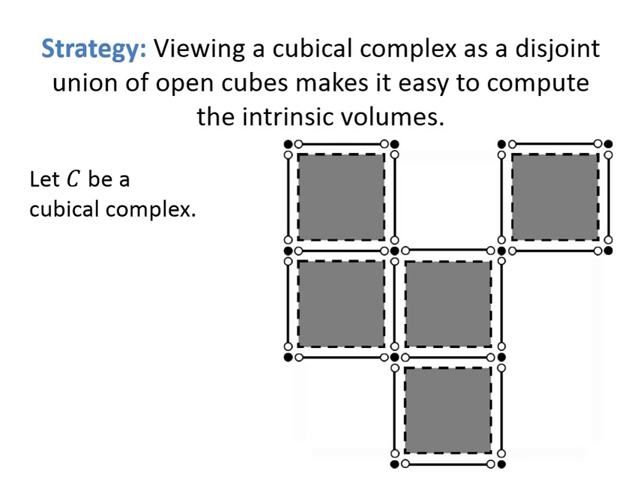 Strategy: Viewing a cubical complex as a disjoint
union of open cubes makes it easy to compute
the intrinsic volumes.
Let 𝐶 be a
cubical complex.